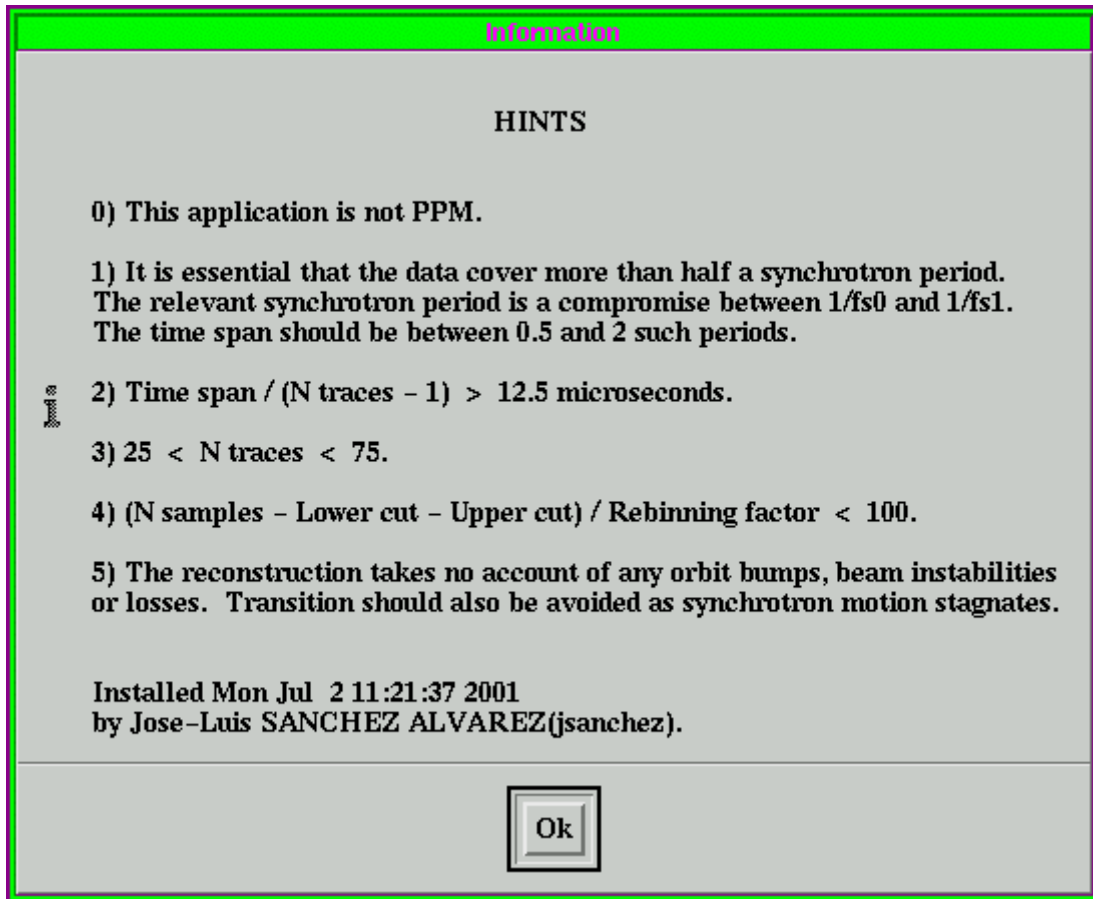 Information
HINTS
0) This application is not PPM.
1) It is essential that the data cover more than half a synchrotron period.
The relevant synchrotron period is a compromise between 1/fs0 and 1/fs1.
The time span should be between 0.5 and 2 such periods.
2) Time span / (N traces – 1) > 12.5 microseconds.
3) 25 < N traces < 75.
4) (N samples – Lower cut – Upper cut) / Rebinning factor < 100.
5) The reconstruction takes no account of any orbit bumps, beam instabilities
or losses. Transition should also be avoided as synchrotron motion stagnates.
Installed Mon Jul 2 11:21:37 2001
by Jose–Luis SANCHEZ ALVAREZ(jsanchez).
Ok